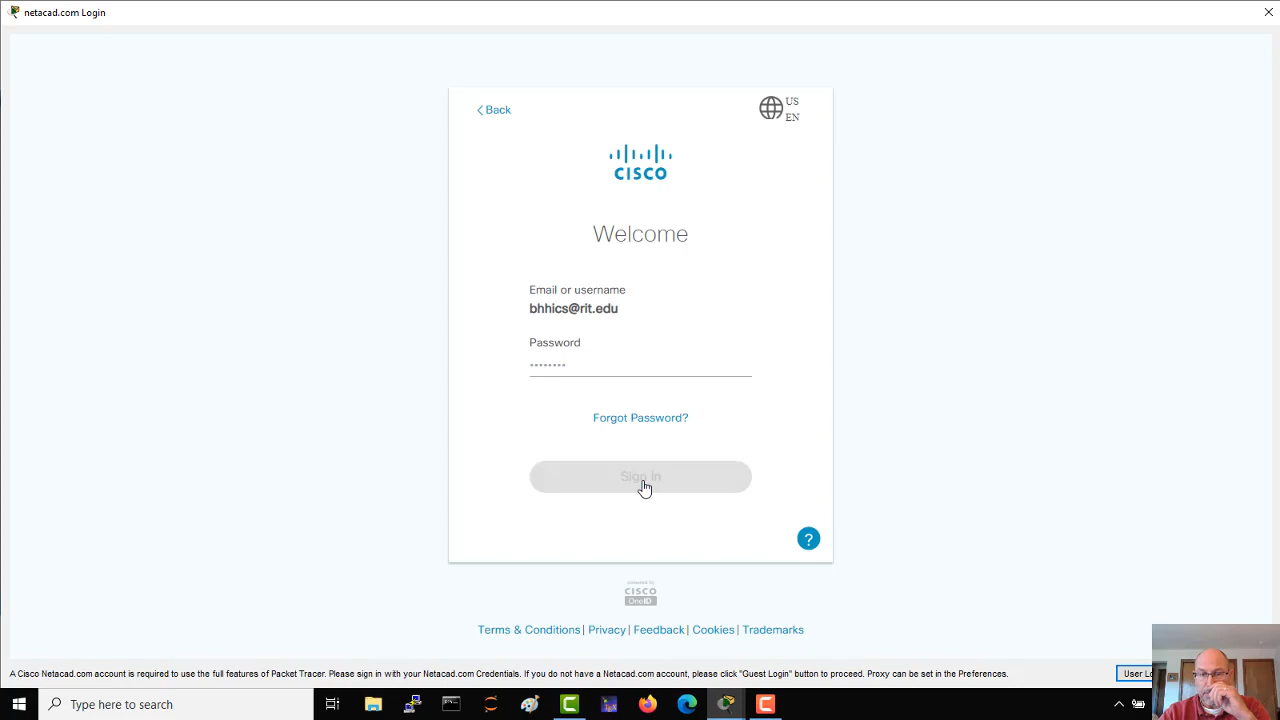 netacad.com Login
Back
US
EN
CISCO
Welcome
Email or username
bhhics@rit.edu
Password
Forgot Password?
Sign in
?
powered by
CISCO
OneID
Terms & Conditions | Privacy | Feedback | Cookies | Trademarks
A Cisco Netacad.com account is required to use the full features of Packet Tracer. Please sign in with your Netacad.com Credentials. If you do not have a Netacad.com account, please click "Guest Login" button to proceed. Proxy can be set in the Preferences.
User Lo
Type here to search